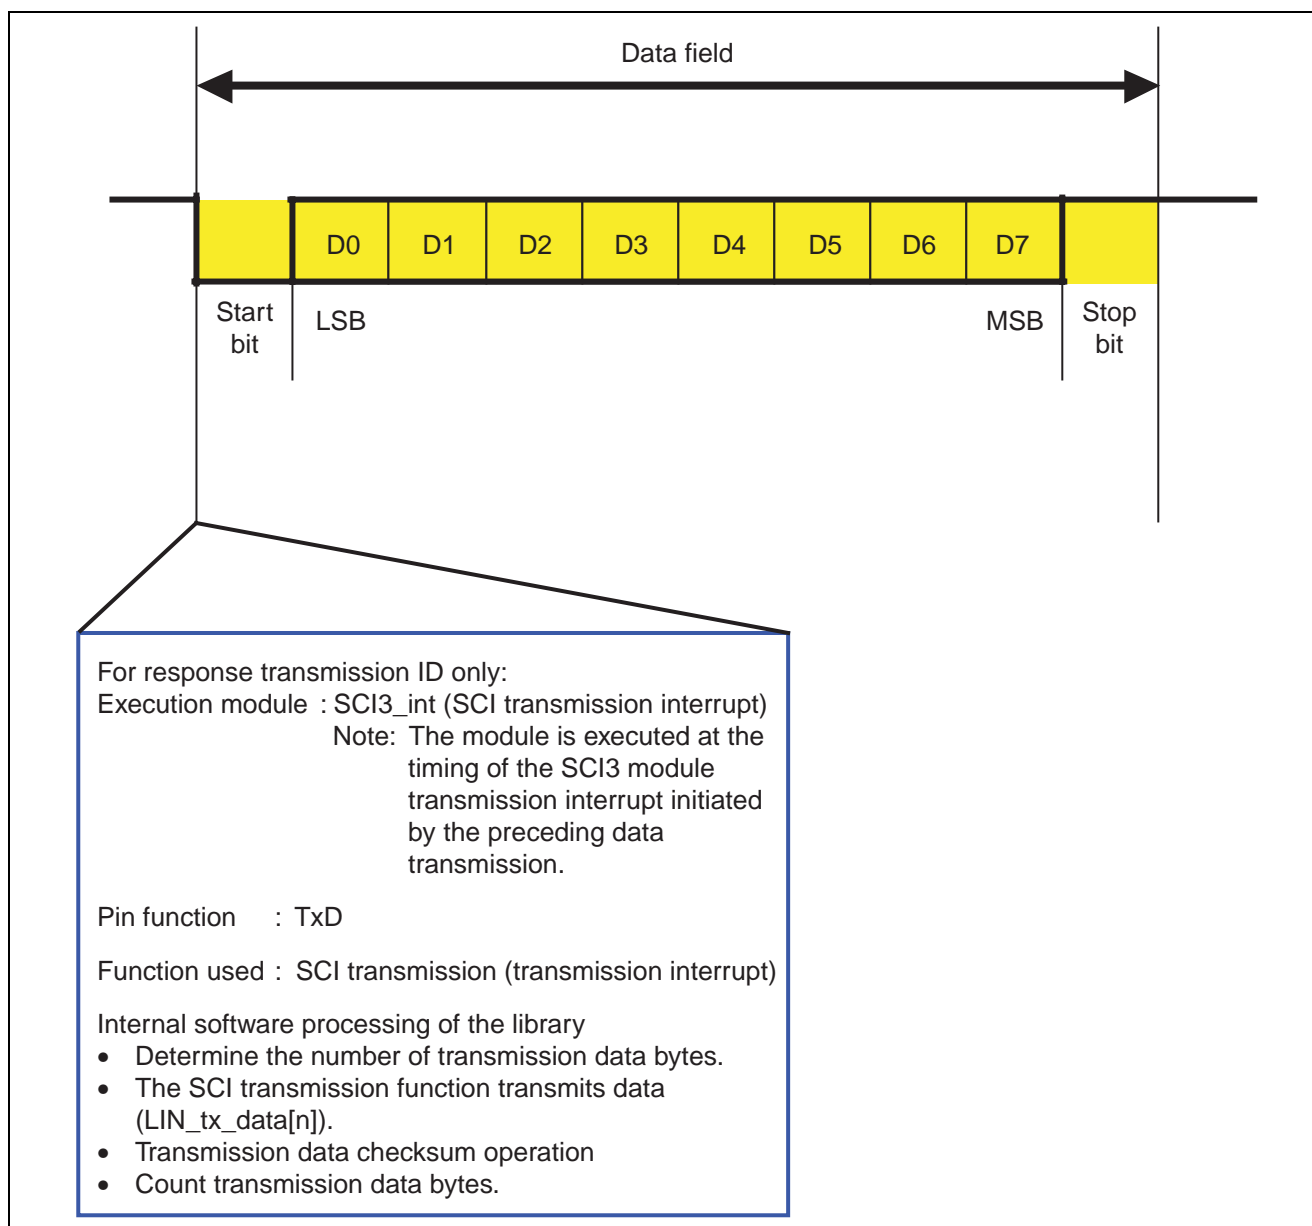 Data field
D0 D1 D2 D3 D4 D5 D6 D7
Start bit
LSB
MSB
Stop bit
For response transmission ID only:
Execution module : SCI3_int (SCI transmission interrupt)
Note: The module is executed at the
timing of the SCI3 module
transmission interrupt initiated
by the preceding data
transmission.
Pin function : TxD
Function used : SCI transmission (transmission interrupt)
Internal software processing of the library
• Determine the number of transmission data bytes.
• The SCI transmission function transmits data
(LIN_tx_data[n]).
• Transmission data checksum operation
• Count transmission data bytes.